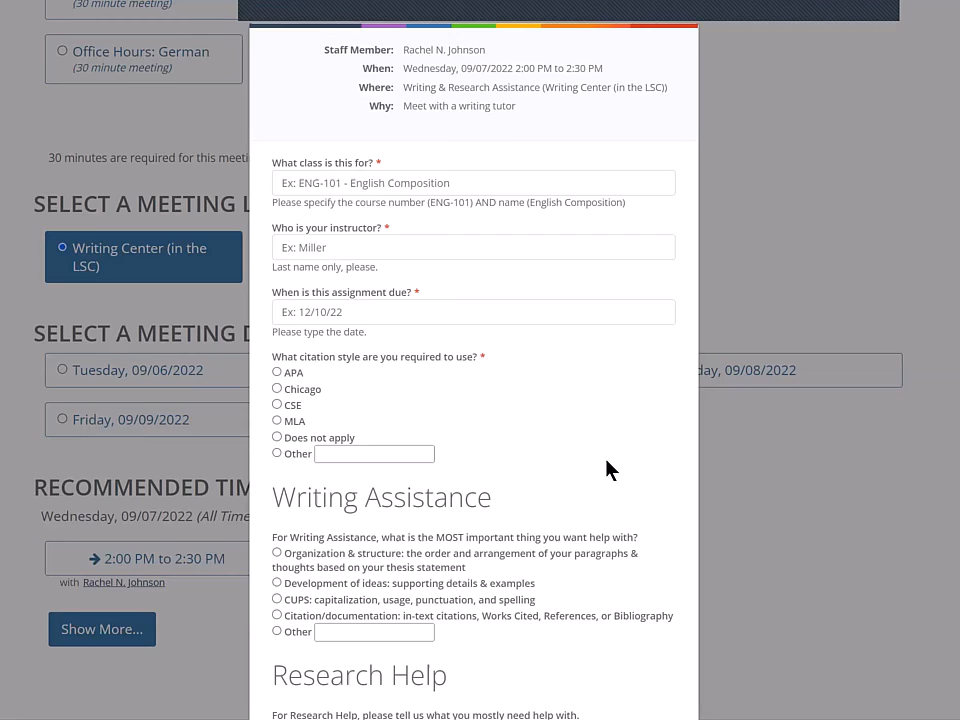 (30 minute meeting)
Office Hours: German
(30 minute meeting)
30 minutes are required for this meeti
SELECT A MEETING L
Writing Center (in the
LSC)
SELECT A MEETING D
Tuesday, 09/06/2022
day, 09/08/2022
Friday, 09/09/2022
RECOMMENDED TIM
Wednesday, 09/07/2022 (All Time
→ 2:00 PM to 2:30 PM
with Rachel N. Johnson
Show More...
Staff Member: Rachel N. Johnson
When: Wednesday, 09/07/2022 2:00 PM to 2:30 PM
Where: Writing & Research Assistance (Writing Center (in the LSC))
Why: Meet with a writing tutor
What class is this for? *
Ex: ENG-101 - English Composition
Please specify the course number (ENG-101) AND name (English Composition)
Who is your instructor? *
Ex: Miller
Last name only, please.
When is this assignment due? *
Ex: 12/10/22
Please type the date.
What citation style are you required to use? *
APA
Chicago
CSE
MLA
Does not apply
Other
Writing Assistance
For Writing Assistance, what is the MOST important thing you want help with?
Organization & structure: the order and arrangement of your paragraphs &
thoughts based on your thesis statement
Development of ideas: supporting details & examples
CUPS: capitalization, usage, punctuation, and spelling
Citation/documentation: in-text citations, Works Cited, References, or Bibliography
Other
Research Help
For Research Help, please tell us what you mostly need help with.